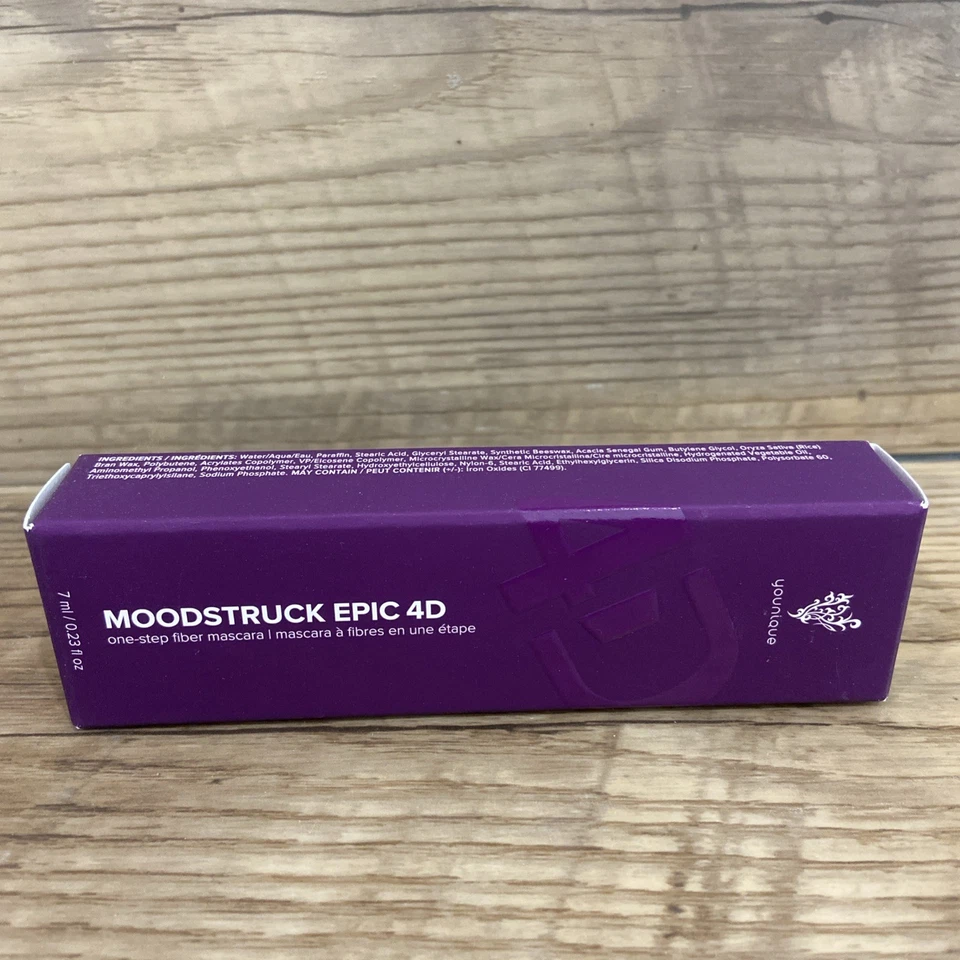 INGREDIENTS / INGRÉDIENTS: Water/Aqua/Eau, Paraffin, Stearic Acid, Glyceryl Stearate, Synthetic Beeswax, Acacia Senegal Gum, Butylene Glycol, Oryza Sativa (Rice)
Bran Wax, Polybutene, Acrylates Copolymer, VP/Eicosene Copolymer, Microcrystalline Wax/Cera Microcristallina/Cire microcristalline, Hydrogenated Vegetable Oil,
Aminomethyl Propanol, Phenoxyethanol, Stearyl Stearate, Hydroxyethylcellulose, Nylon-6, Stearic Acid, Ethylhexylglycerin, Silica Disodium Phosphate, Polysorbate 60,
Triethoxycaprylylsilane, Sodium Phosphate. MAY CONTAIN / PEUT CONTENIR (+/-): Iron Oxides (CI 77499).
7 ml / 0.23 fl oz
MOODSTRUCK EPIC 4D
one-step fiber mascara | mascara à fibres en une étape
4D
younique